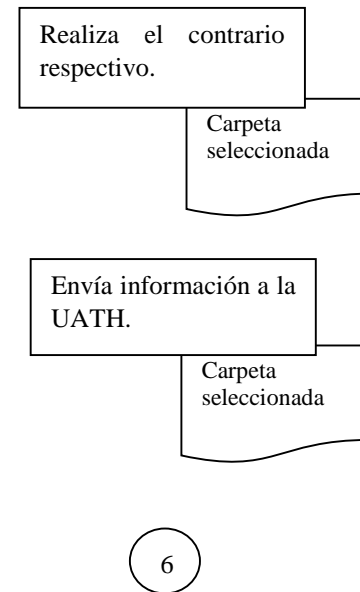 Realiza el contrario
respectivo.
Carpeta
seleccionada
Envía información a la
UATH.
Carpeta
seleccionada
6